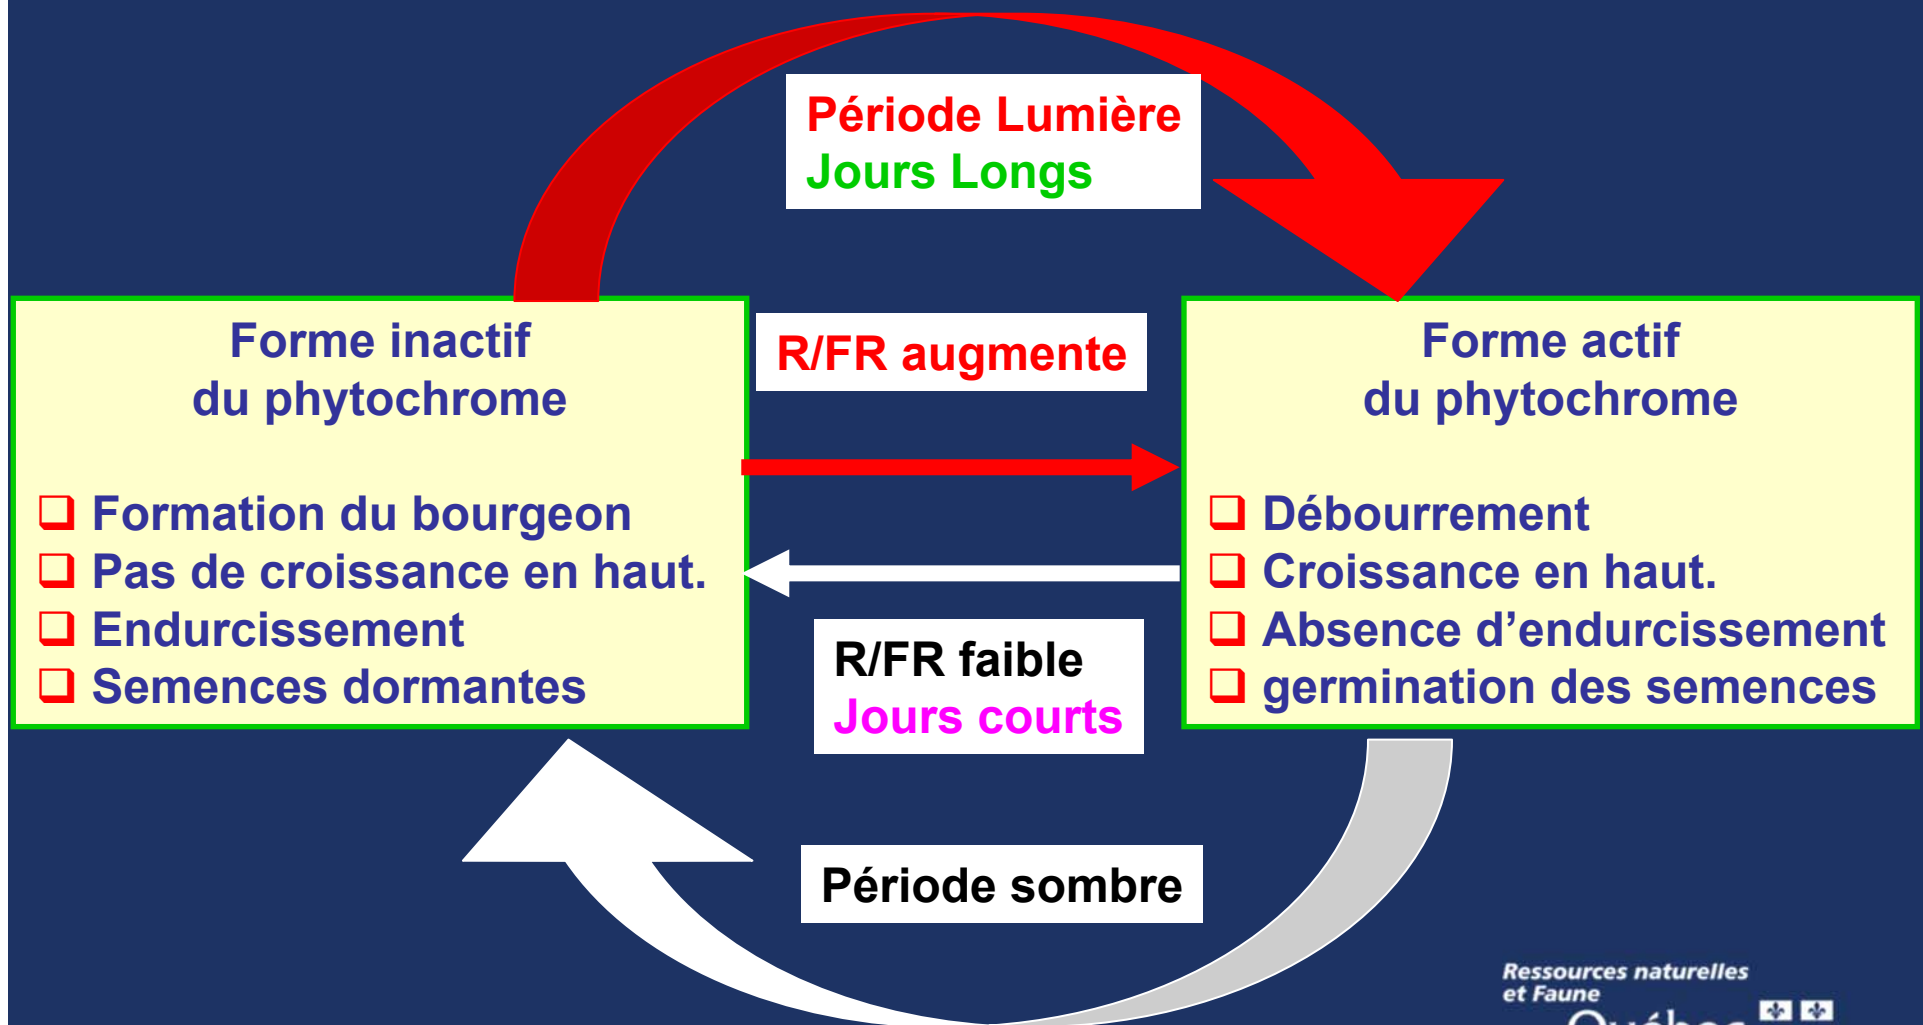 Période Lumière
Jours Longs
Forme inactif
du phytochrome
Formation du bourgeon
Pas de croissance en haut.
Endurcissement
Semences dormantes
R/FR augmente
R/FR faible
Jours courts
Forme actif
du phytochrome
Débourrement
Croissance en haut.
Absence d’endurcissement
germination des semences
Période sombre
Ressources naturelles
et Faune
Québec